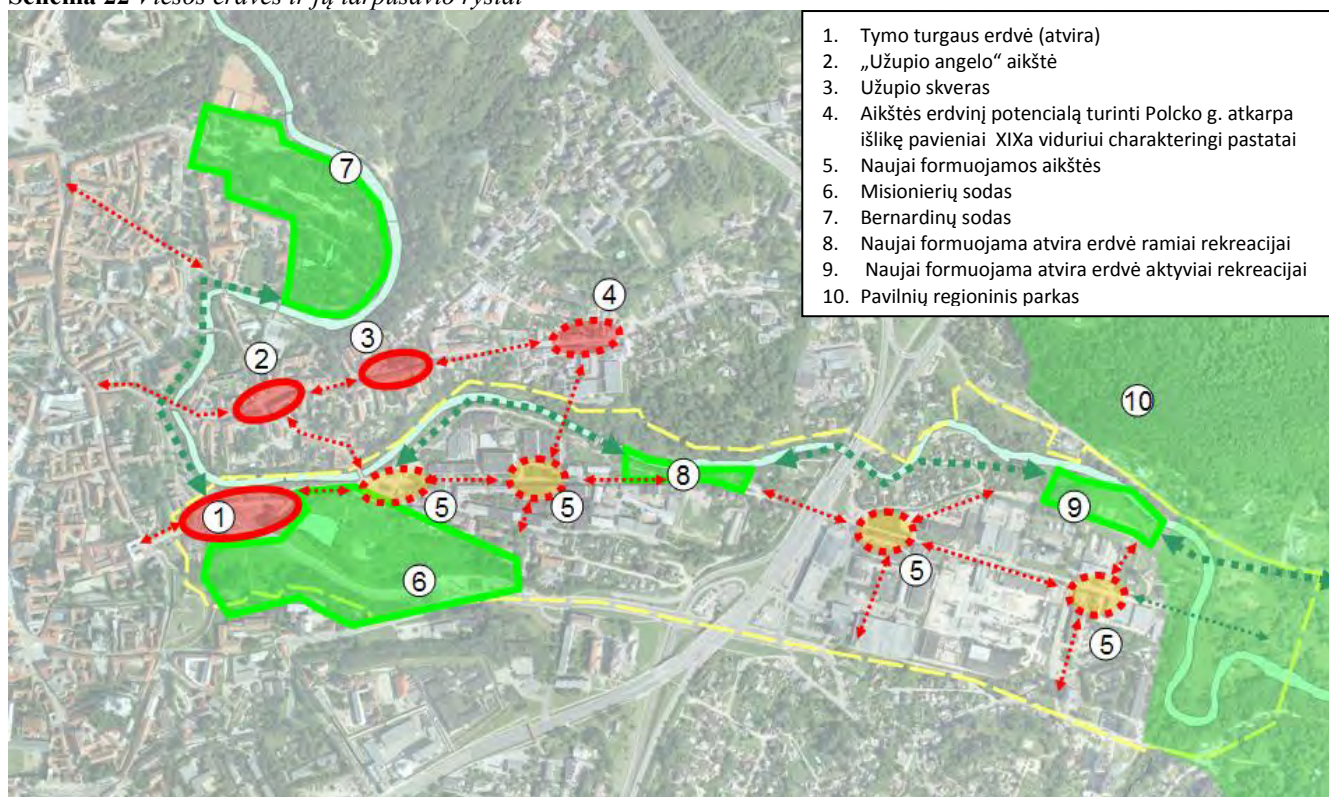 Schema 22 Viešos erdvės ir jų tarpusavio ryšiai
1. Tymo turgaus erdvė (atvira)
2. „Užupio angelo“ aikštė
3. Užupio skveras
4. Aikštės erdvinį potencialą turinti Polcko g. atkarpa
išlikę pavieniai XIXa viduriui charakteringi pastatai
5. Naujai formuojamos aikštės
6. Misionierių sodas
7. Bernardinų sodas
8. Naujai formuojama atvira erdvė ramiai rekreacijai
9. Naujai formuojama atvira erdvė aktyviai rekreacijai
10. Pavilnių regioninis parkas
7
4
3
2
10
8
9
5
5
1
5
6
5